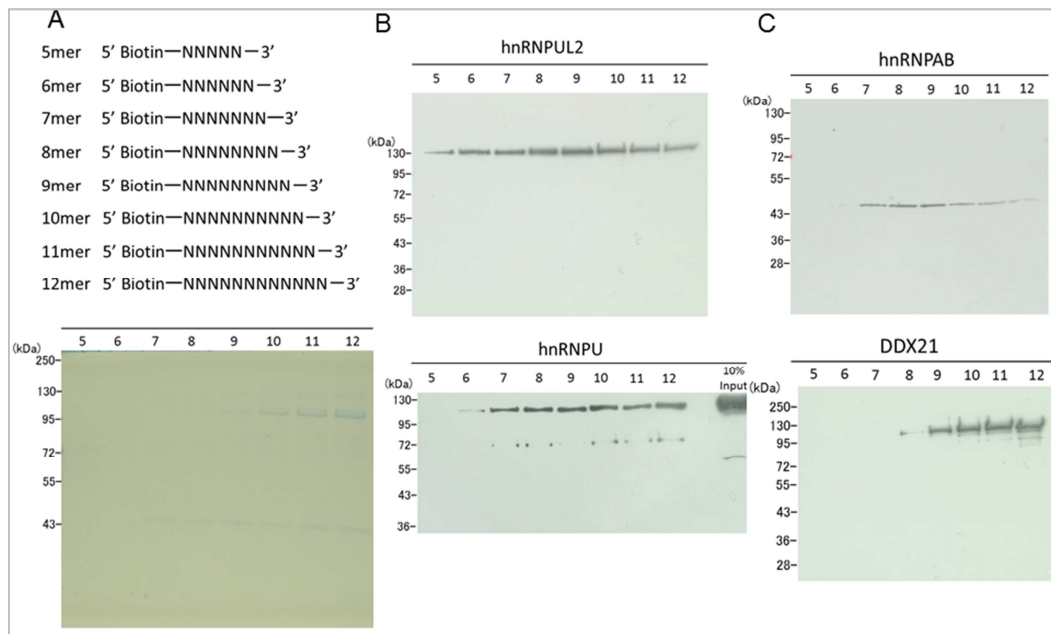 A
5mer 5′ Biotin—NNNNN—3′
6mer 5′ Biotin—NNNNNN—3′
7mer 5′ Biotin—NNNNNNN—3′
8mer 5′ Biotin—NNNNNNNN—3′
9mer 5′ Biotin—NNNNNNNNN—3′
10mer 5′ Biotin—NNNNNNNNNN—3′
11mer 5′ Biotin—NNNNNNNNNNN—3′
12mer 5′ Biotin—NNNNNNNNNNNN—3′
5 6 7 8 9 10 11 12
(kDa)
250
130
95
72
55
43
B
hnRNPUL2
5 6 7 8 9 10 11 12
(kDa)
130
95
72
55
43
36
28
hnRNPU
5 6 7 8 9 10 11 12 10%
Input
(kDa)
130
95
72
55
43
36
C
hnRNPAB
5 6 7 8 9 10 11 12
(kDa)
130
95
72
55
43
36
28
DDX21
5 6 7 8 9 10 11 12
(kDa)
250
130
95
72
55
43
36
28